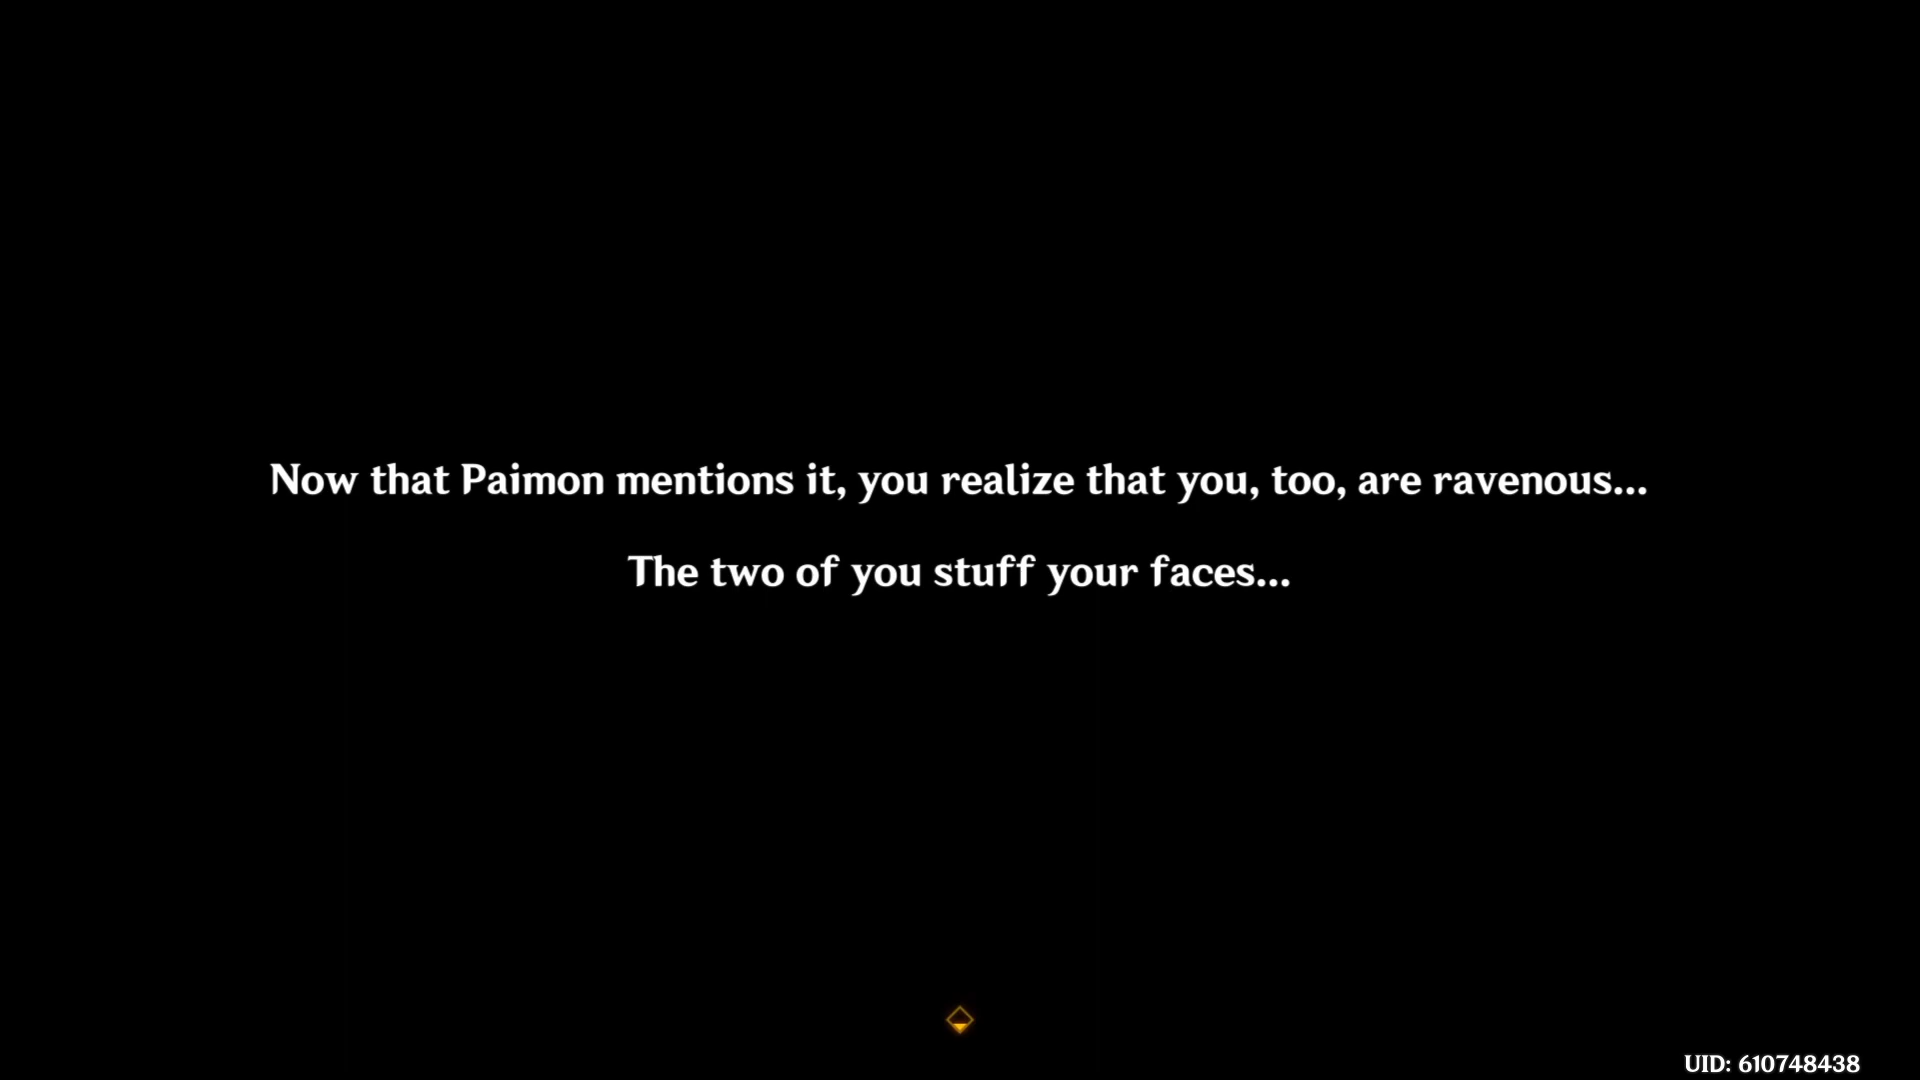 Now that Paimon mentions it, you realize that you, too, are ravenous...
The two of you stuff your faces...
UID: 610748438